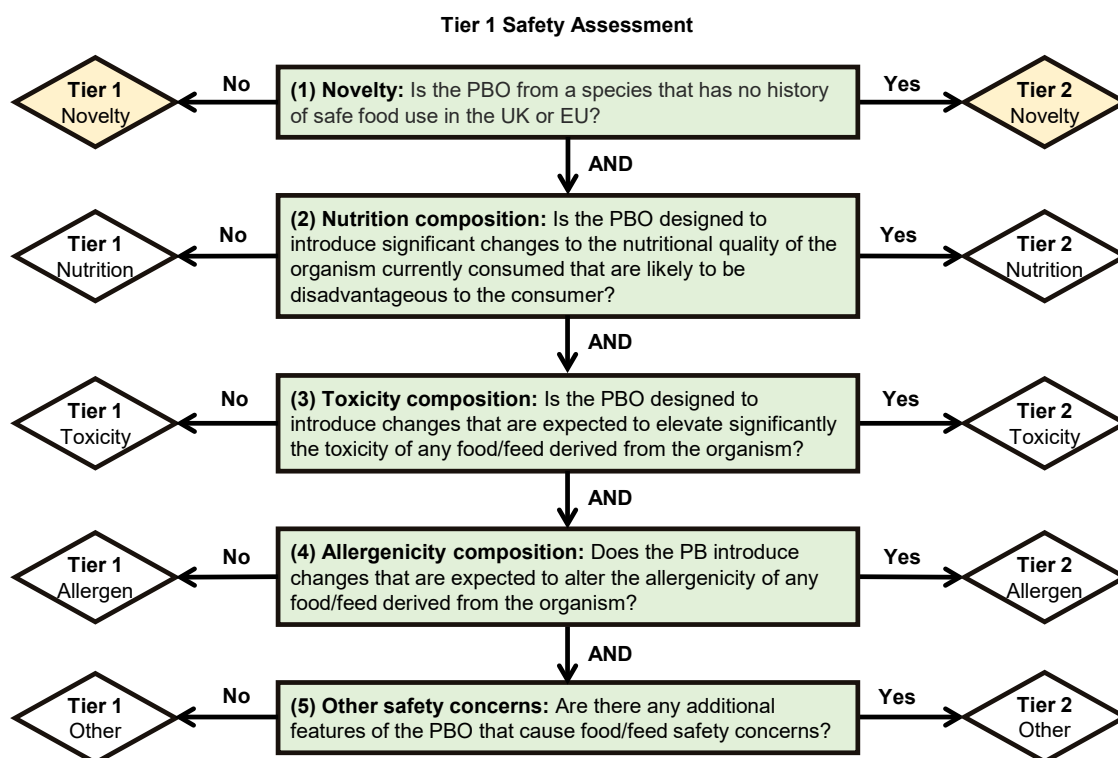 Tier 1 Safety Assessment
Tier 1
Novelty
No
(1) Novelty: Is the PBO from a species that has no history
of safe food use in the UK or EU?
Yes
Tier 2
Novelty
AND
Tier 1
Nutrition
No
(2) Nutrition composition: Is the PBO designed to
introduce significant changes to the nutritional quality of the
organism currently consumed that are likely to be
disadvantageous to the consumer?
Yes
Tier 2
Nutrition
AND
Tier 1
Toxicity
No
(3) Toxicity composition: Is the PBO designed to
introduce changes that are expected to elevate significantly
the toxicity of any food/feed derived from the organism?
Yes
Tier 2
Toxicity
AND
Tier 1
Allergen
No
(4) Allergenicity composition: Does the PB introduce
changes that are expected to alter the allergenicity of any
food/feed derived from the organism?
Yes
Tier 2
Allergen
AND
Tier 1
Other
No
(5) Other safety concerns: Are there any additional
features of the PBO that cause food/feed safety concerns?
Yes
Tier 2
Other